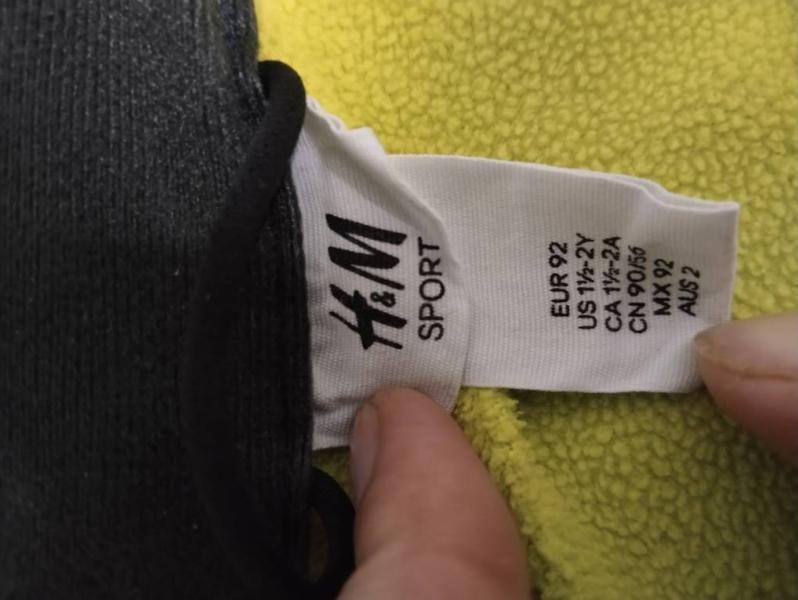 H&M
SPORT
EUR 92
US 1½-2Y
CA 1½-2A
CN 90/56
MX 92
AUS 2